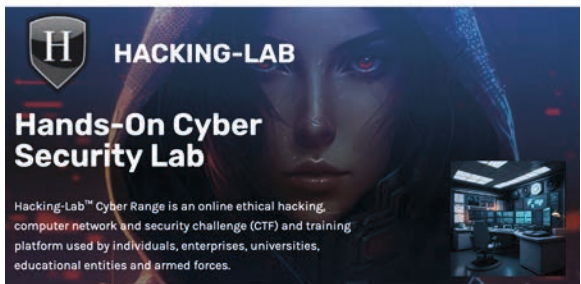 H
HACKING-LAB
Hands-On Cyber
Security Lab
Hacking-Lab™ Cyber Range is an online ethical hacking,
computer network and security challenge (CTF) and training
platform used by individuals, enterprises, universities,
educational entities and armed forces.